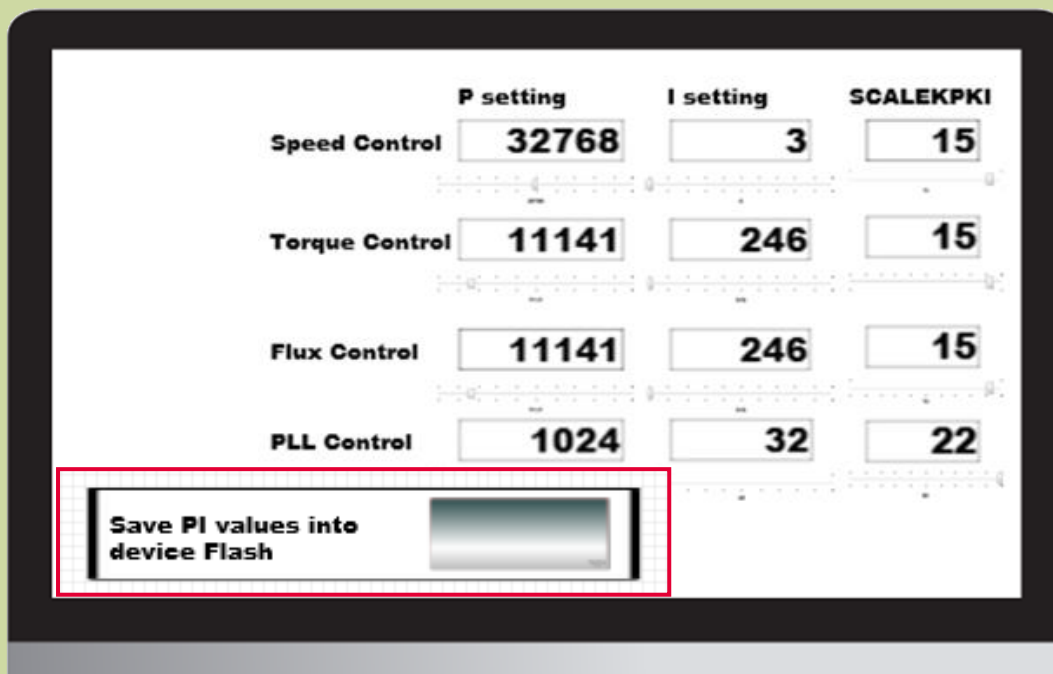 P setting I setting SCALEKPKI
Speed Control 32768 3 15
Torque Control 11141 246 15
Flux Control 11141 246 15
PLL Control 1024 32 22
Save PI values into
device Flash